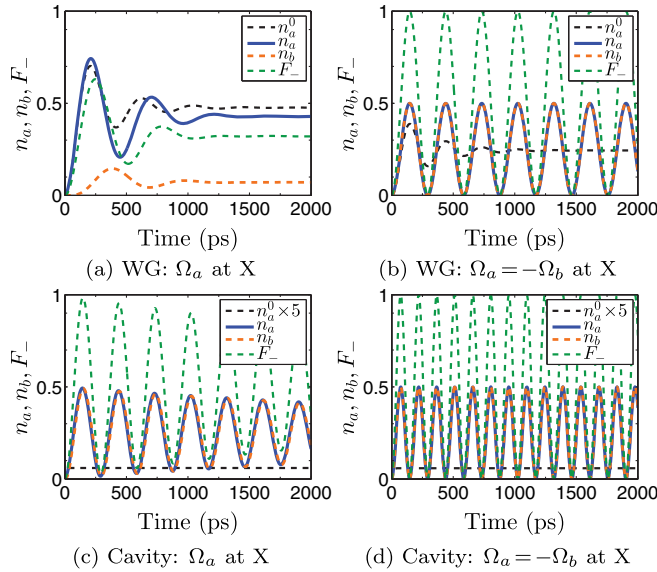 1
0.5
0
n_a, n_b, F_−
n_a^0
n_a
n_b
F_−
0 500 1000 1500 2000
Time (ps)
(a) WG: Ω_a at X
1
0.5
0
n_a, n_b, F_−
n_a^0
n_a
n_b
F_−
0 500 1000 1500 2000
Time (ps)
(b) WG: Ω_a = −Ω_b at X
1
0.5
0
n_a, n_b, F_−
n_a^0 × 5
n_a
n_b
F_−
0 500 1000 1500 2000
Time (ps)
(c) Cavity: Ω_a at X
1
0.5
0
n_a, n_b, F_−
n_a^0 × 5
n_a
n_b
F_−
0 500 1000 1500 2000
Time (ps)
(d) Cavity: Ω_a = −Ω_b at X